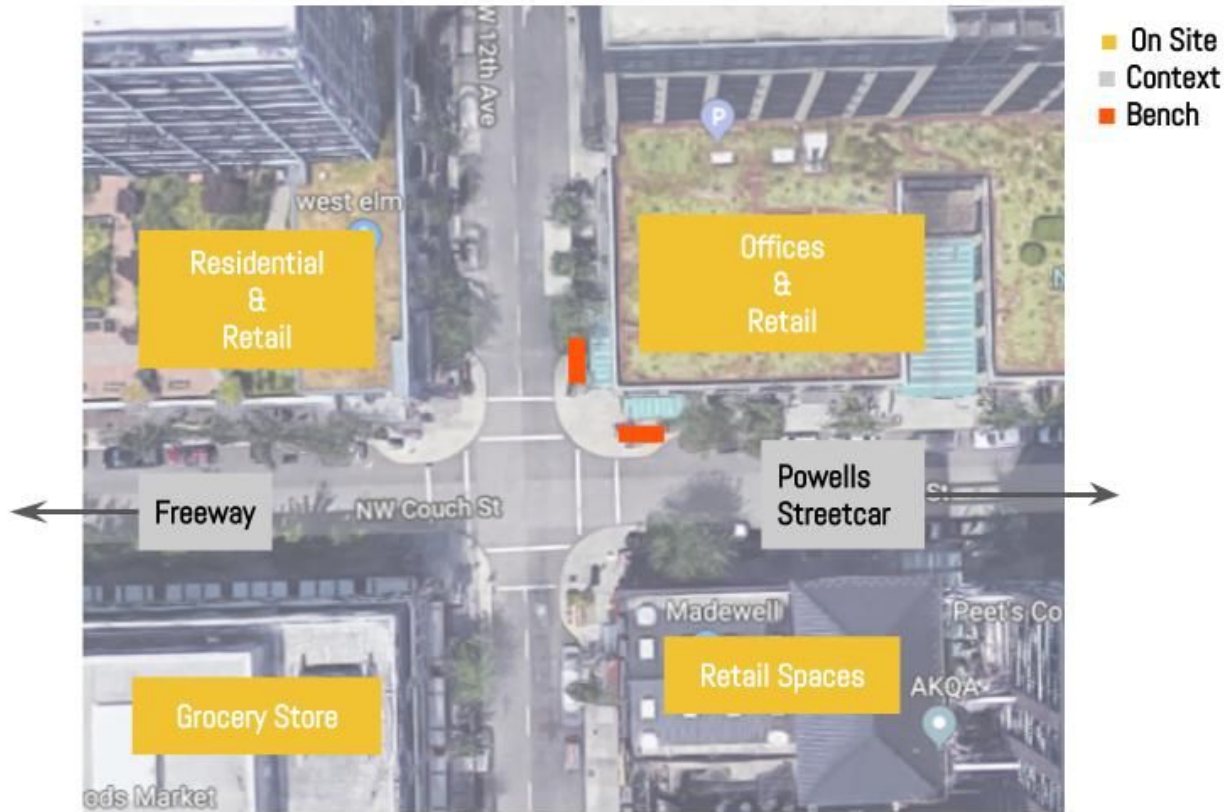 On Site
Context
Bench
W 12th Ave
P
west elm
Residential
&
Retail
Offices
&
Retail
N
Freeway
NW Couch St
Powells
Streetcar
St
Madewell
Peet's Co
Retail Spaces
AKQA
Grocery Store
ods Market